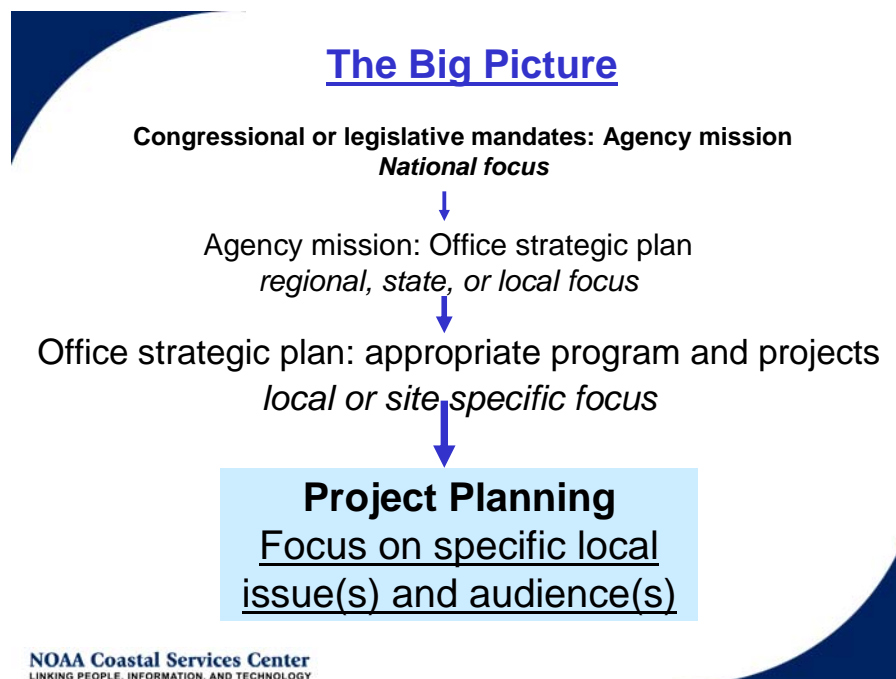 The Big Picture
Congressional or legislative mandates: Agency mission
National focus
Agency mission: Office strategic plan
regional, state, or local focus
Office strategic plan: appropriate program and projects
local or site specific focus
Project Planning
Focus on specific local
issue(s) and audience(s)
NOAA Coastal Services Center
LINKING PEOPLE, INFORMATION, AND TECHNOLOGY